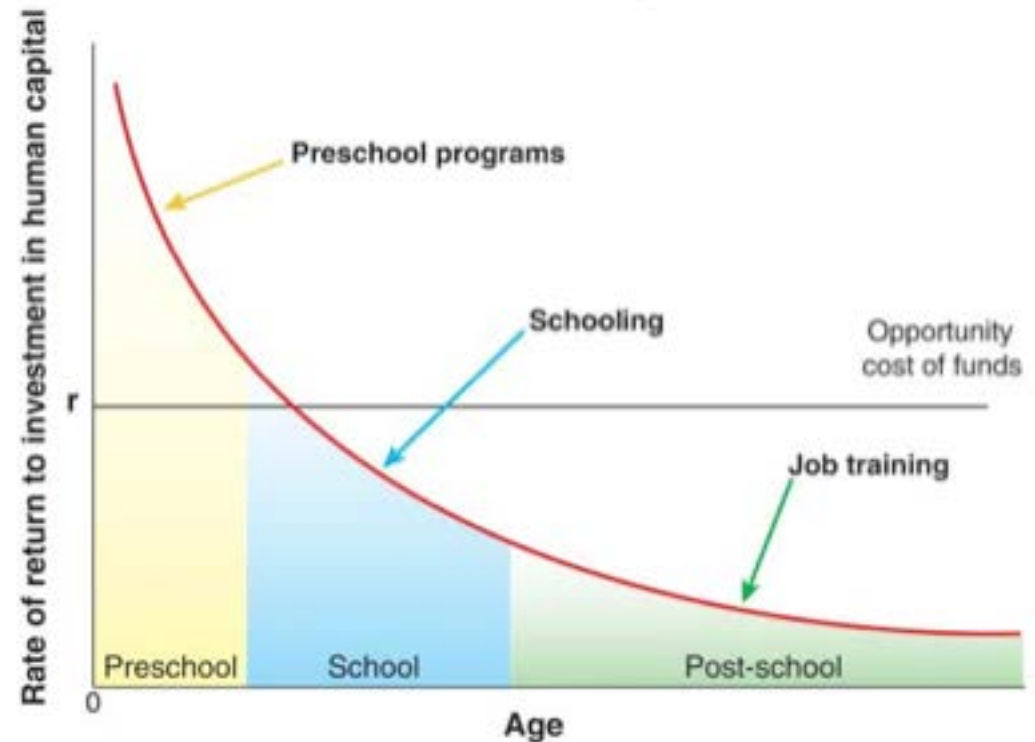 Rate of return to investment in human capital
Preschool programs
Schooling
Opportunity
cost of funds
r
Job training
Preschool
School
Post-school
0
Age